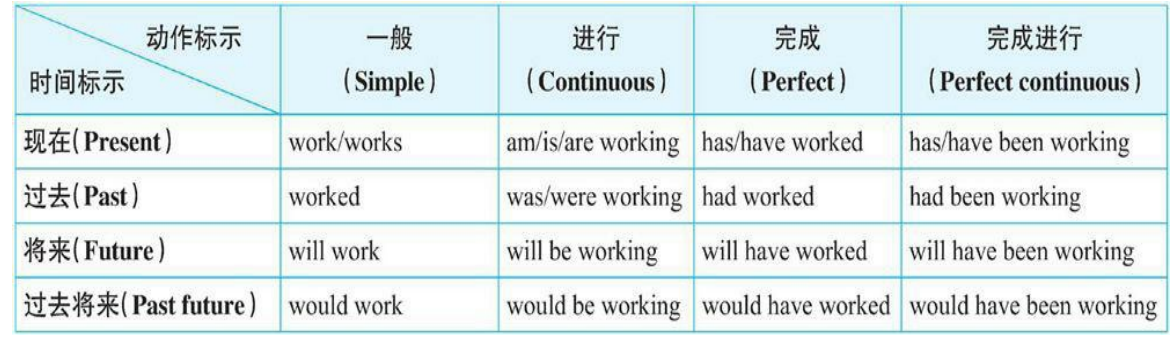 动作标示 一般 进行 完成 完成进行
时间标示 (Simple) (Continuous) (Perfect) (Perfect continuous)
现在(Present) work/works am/is/are working has/have worked has/have been working
过去(Past) worked was/were working had worked had been working
将来(Future) will work will be working will have worked will have been working
过去将来(Past future) would work would be working would have worked would have been working